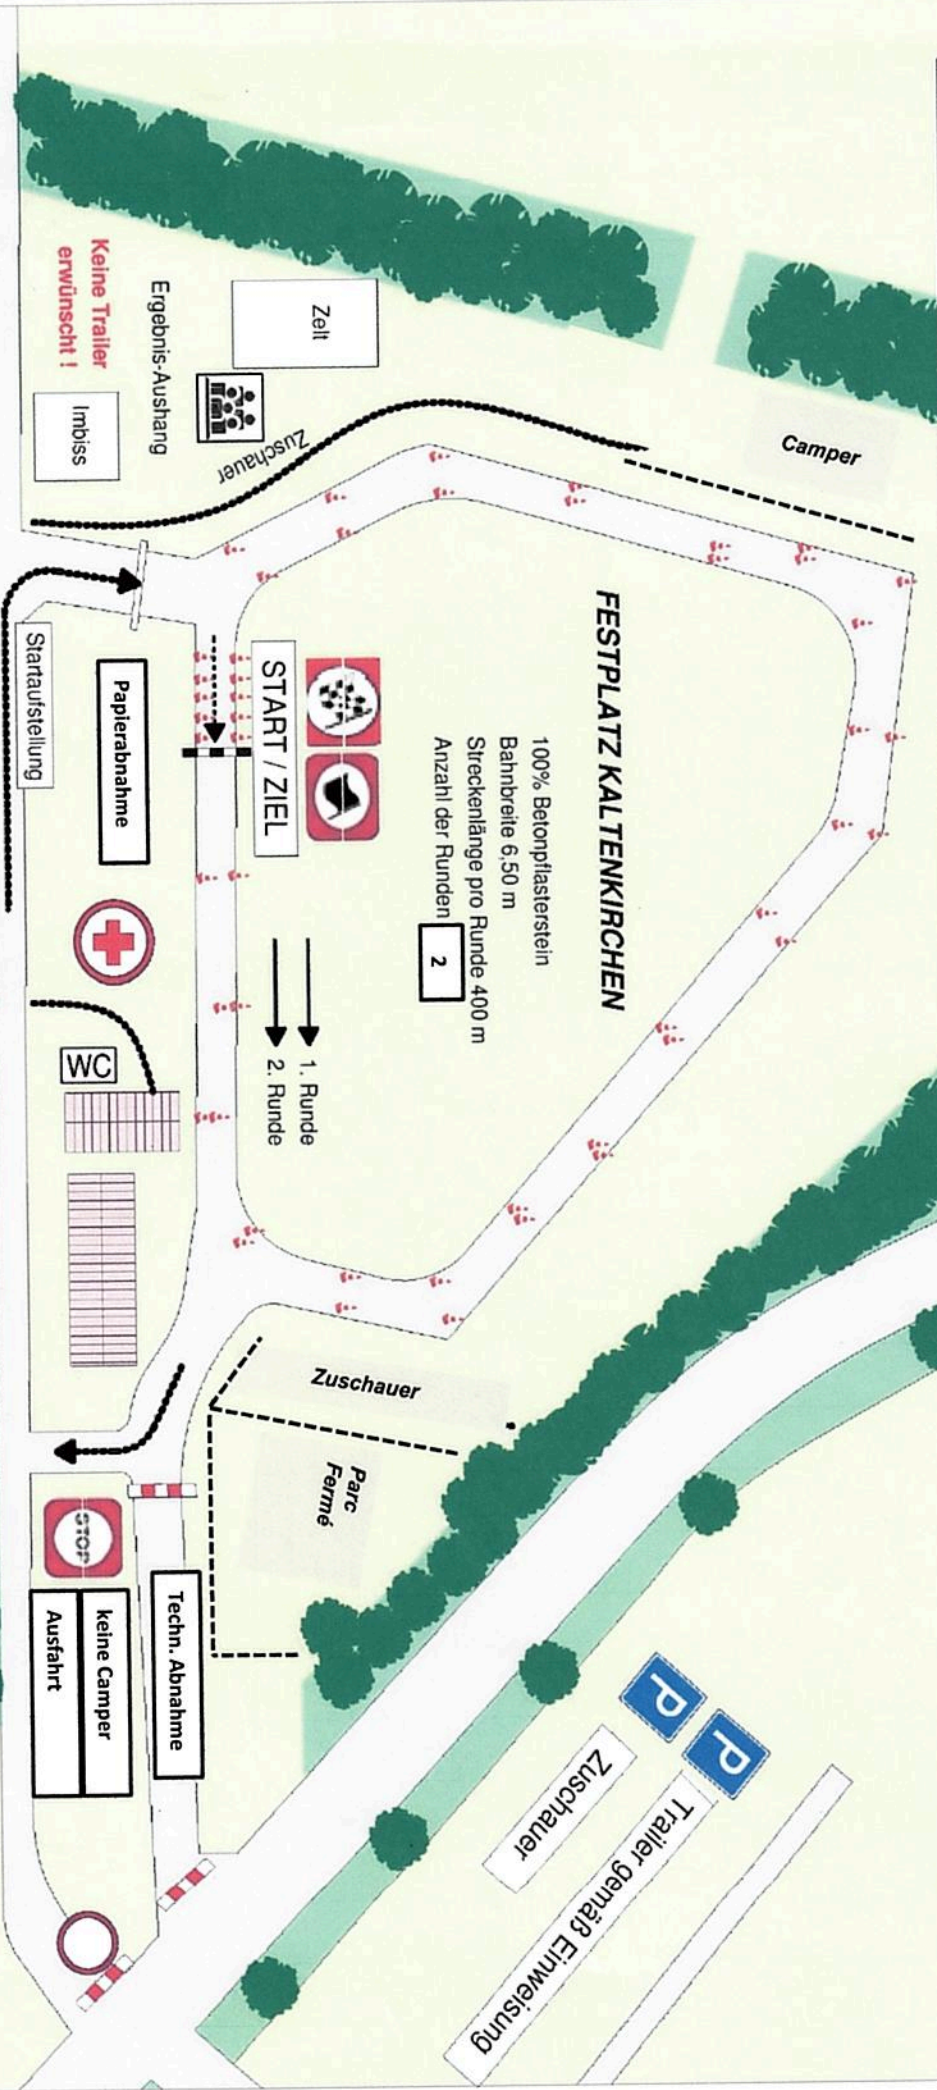 FESTPLATZ KALTENKIRCHEN
100% Betonpflasterstein
Bahnbreite 6,50 m
Streckenlänge pro Runde 400 m
Anzahl der Runden 2
Camper
Zelt
Zuschauer
Ergebnis-Aushang
Keine Trailer
erwünscht !
Imbiss
START / ZIEL
1. Runde
2. Runde
Startaufstellung
Papierabnahme
WC
Zuschauer
Parc
Fermé
STOP
Techn. Abnahme
keine Camper
Ausfahrt
P
P
Zuschauer
Trailer gemäß Einweisung